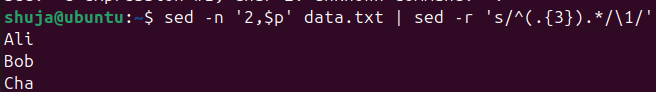 shuja@ubuntu:~$ sed -n '2,$p' data.txt | sed -r 's/^(.{3}).*/\1/'
Ali
Bob
Cha